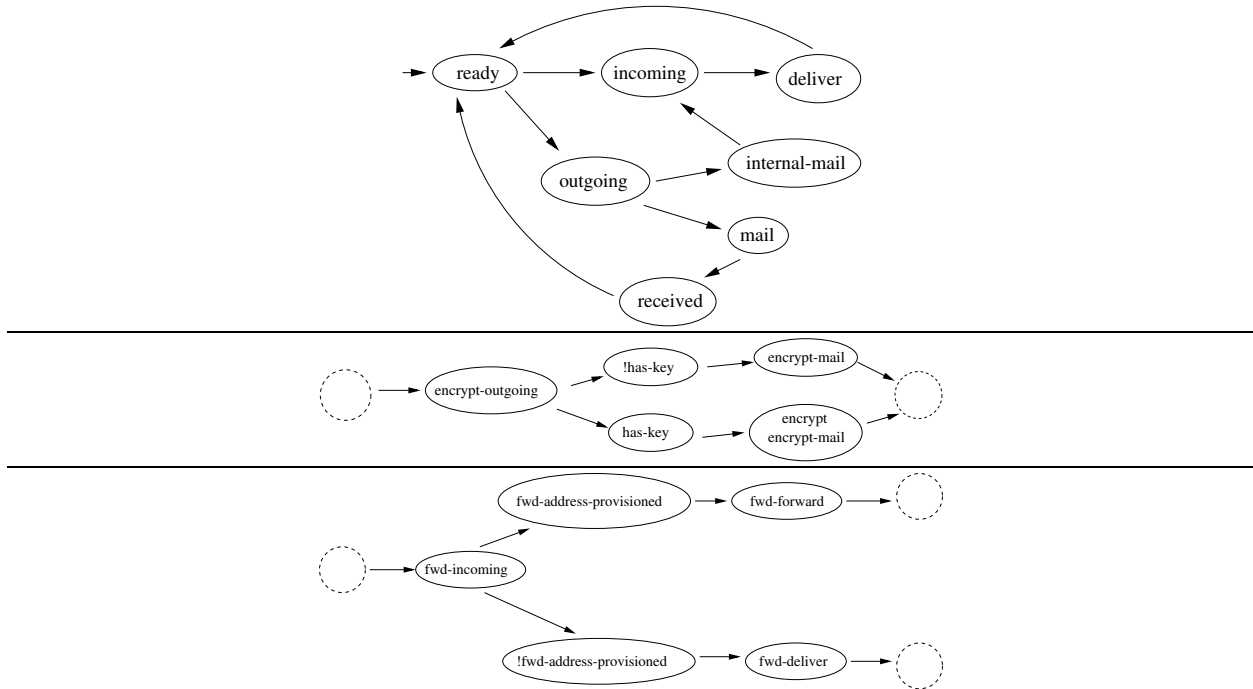 ready
incoming
deliver
internal-mail
outgoing
mail
received
!has-key
encrypt-mail
encrypt-outgoing
has-key
encrypt
encrypt-mail
fwd-address-provisioned
fwd-forward
fwd-incoming
!fwd-address-provisioned
fwd-deliver